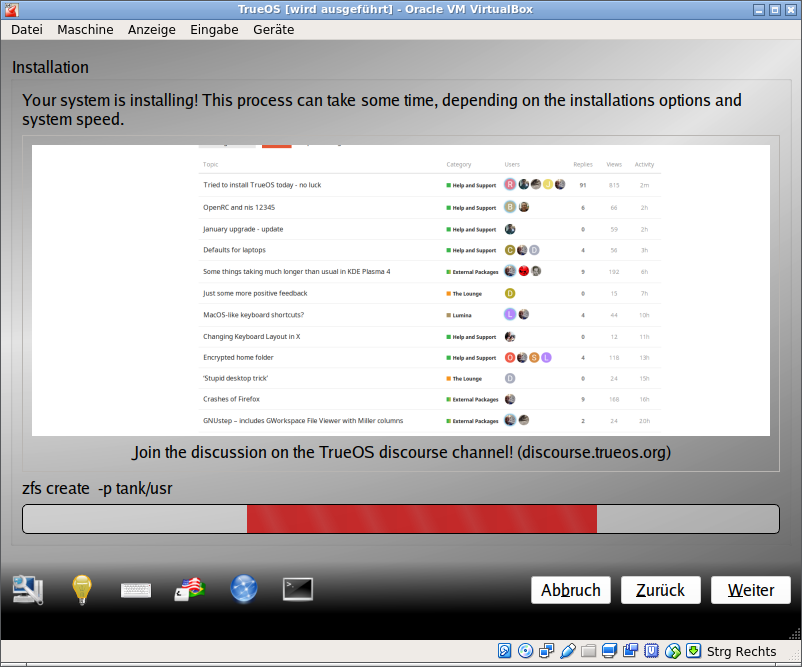 TrueOS [wird ausgeführt] - Oracle VM VirtualBox
Datei Maschine Anzeige Eingabe Geräte
Installation
Your system is installing! This process can take some time, depending on the installations options and
system speed.
Topic Category Users Replies Views Activity
Tried to install TrueOS today - no luck Help and Support R J 91 815 2m
OpenRC and nis 12345 Help and Support B 6 66 2h
January upgrade - update Help and Support 0 59 2h
Defaults for laptops Help and Support C D 4 56 3h
Some things taking much longer than usual in KDE Plasma 4 External Packages 9 192 6h
Just some more positive feedback The Lounge D 0 15 7h
MacOS-like keyboard shortcuts? Lumina L 4 44 10h
Changing Keyboard Layout in X Help and Support 0 12 11h
Encrypted home folder Help and Support S L 4 118 13h
'Stupid desktop trick' The Lounge D 0 24 15h
Crashes of Firefox External Packages 9 168 16h
GNUstep – includes GWorkspace File Viewer with Miller columns External Packages 2 24 20h
Join the discussion on the TrueOS discourse channel! (discourse.trueos.org)
zfs create -p tank/usr
Abbruch Zurück Weiter
Strg Rechts